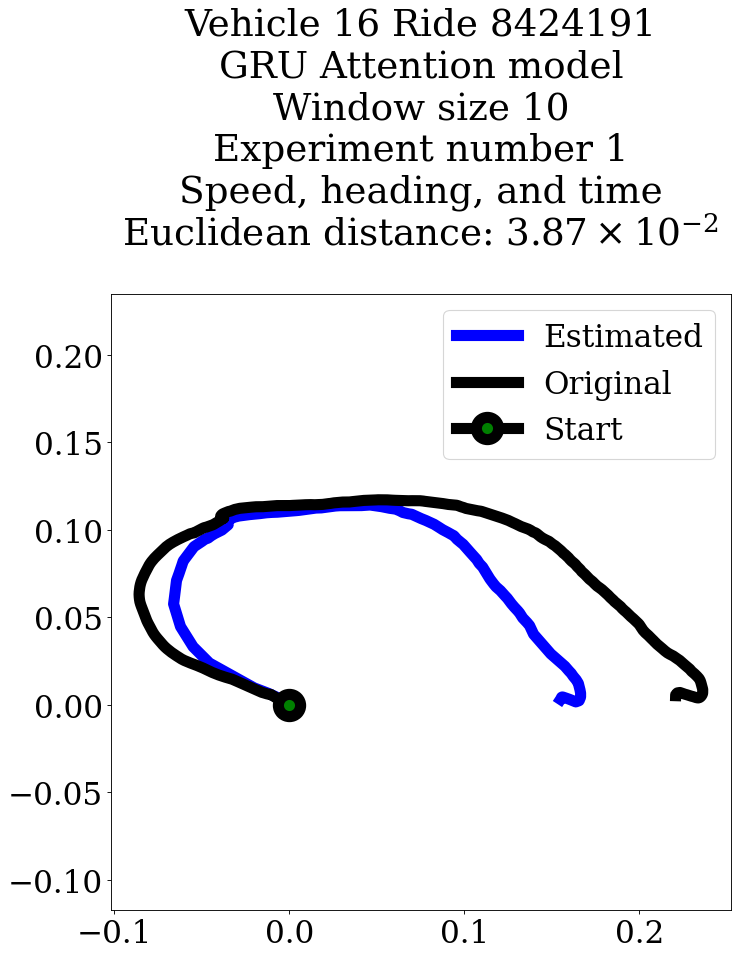 Vehicle 16 Ride 8424191
GRU Attention model
Window size 10
Experiment number 1
Speed, heading, and time
Euclidean distance: 3.87 × 10⁻²
Estimated
Original
Start
0.20
0.15
0.10
0.05
0.00
−0.05
−0.10
−0.1 0.0 0.1 0.2